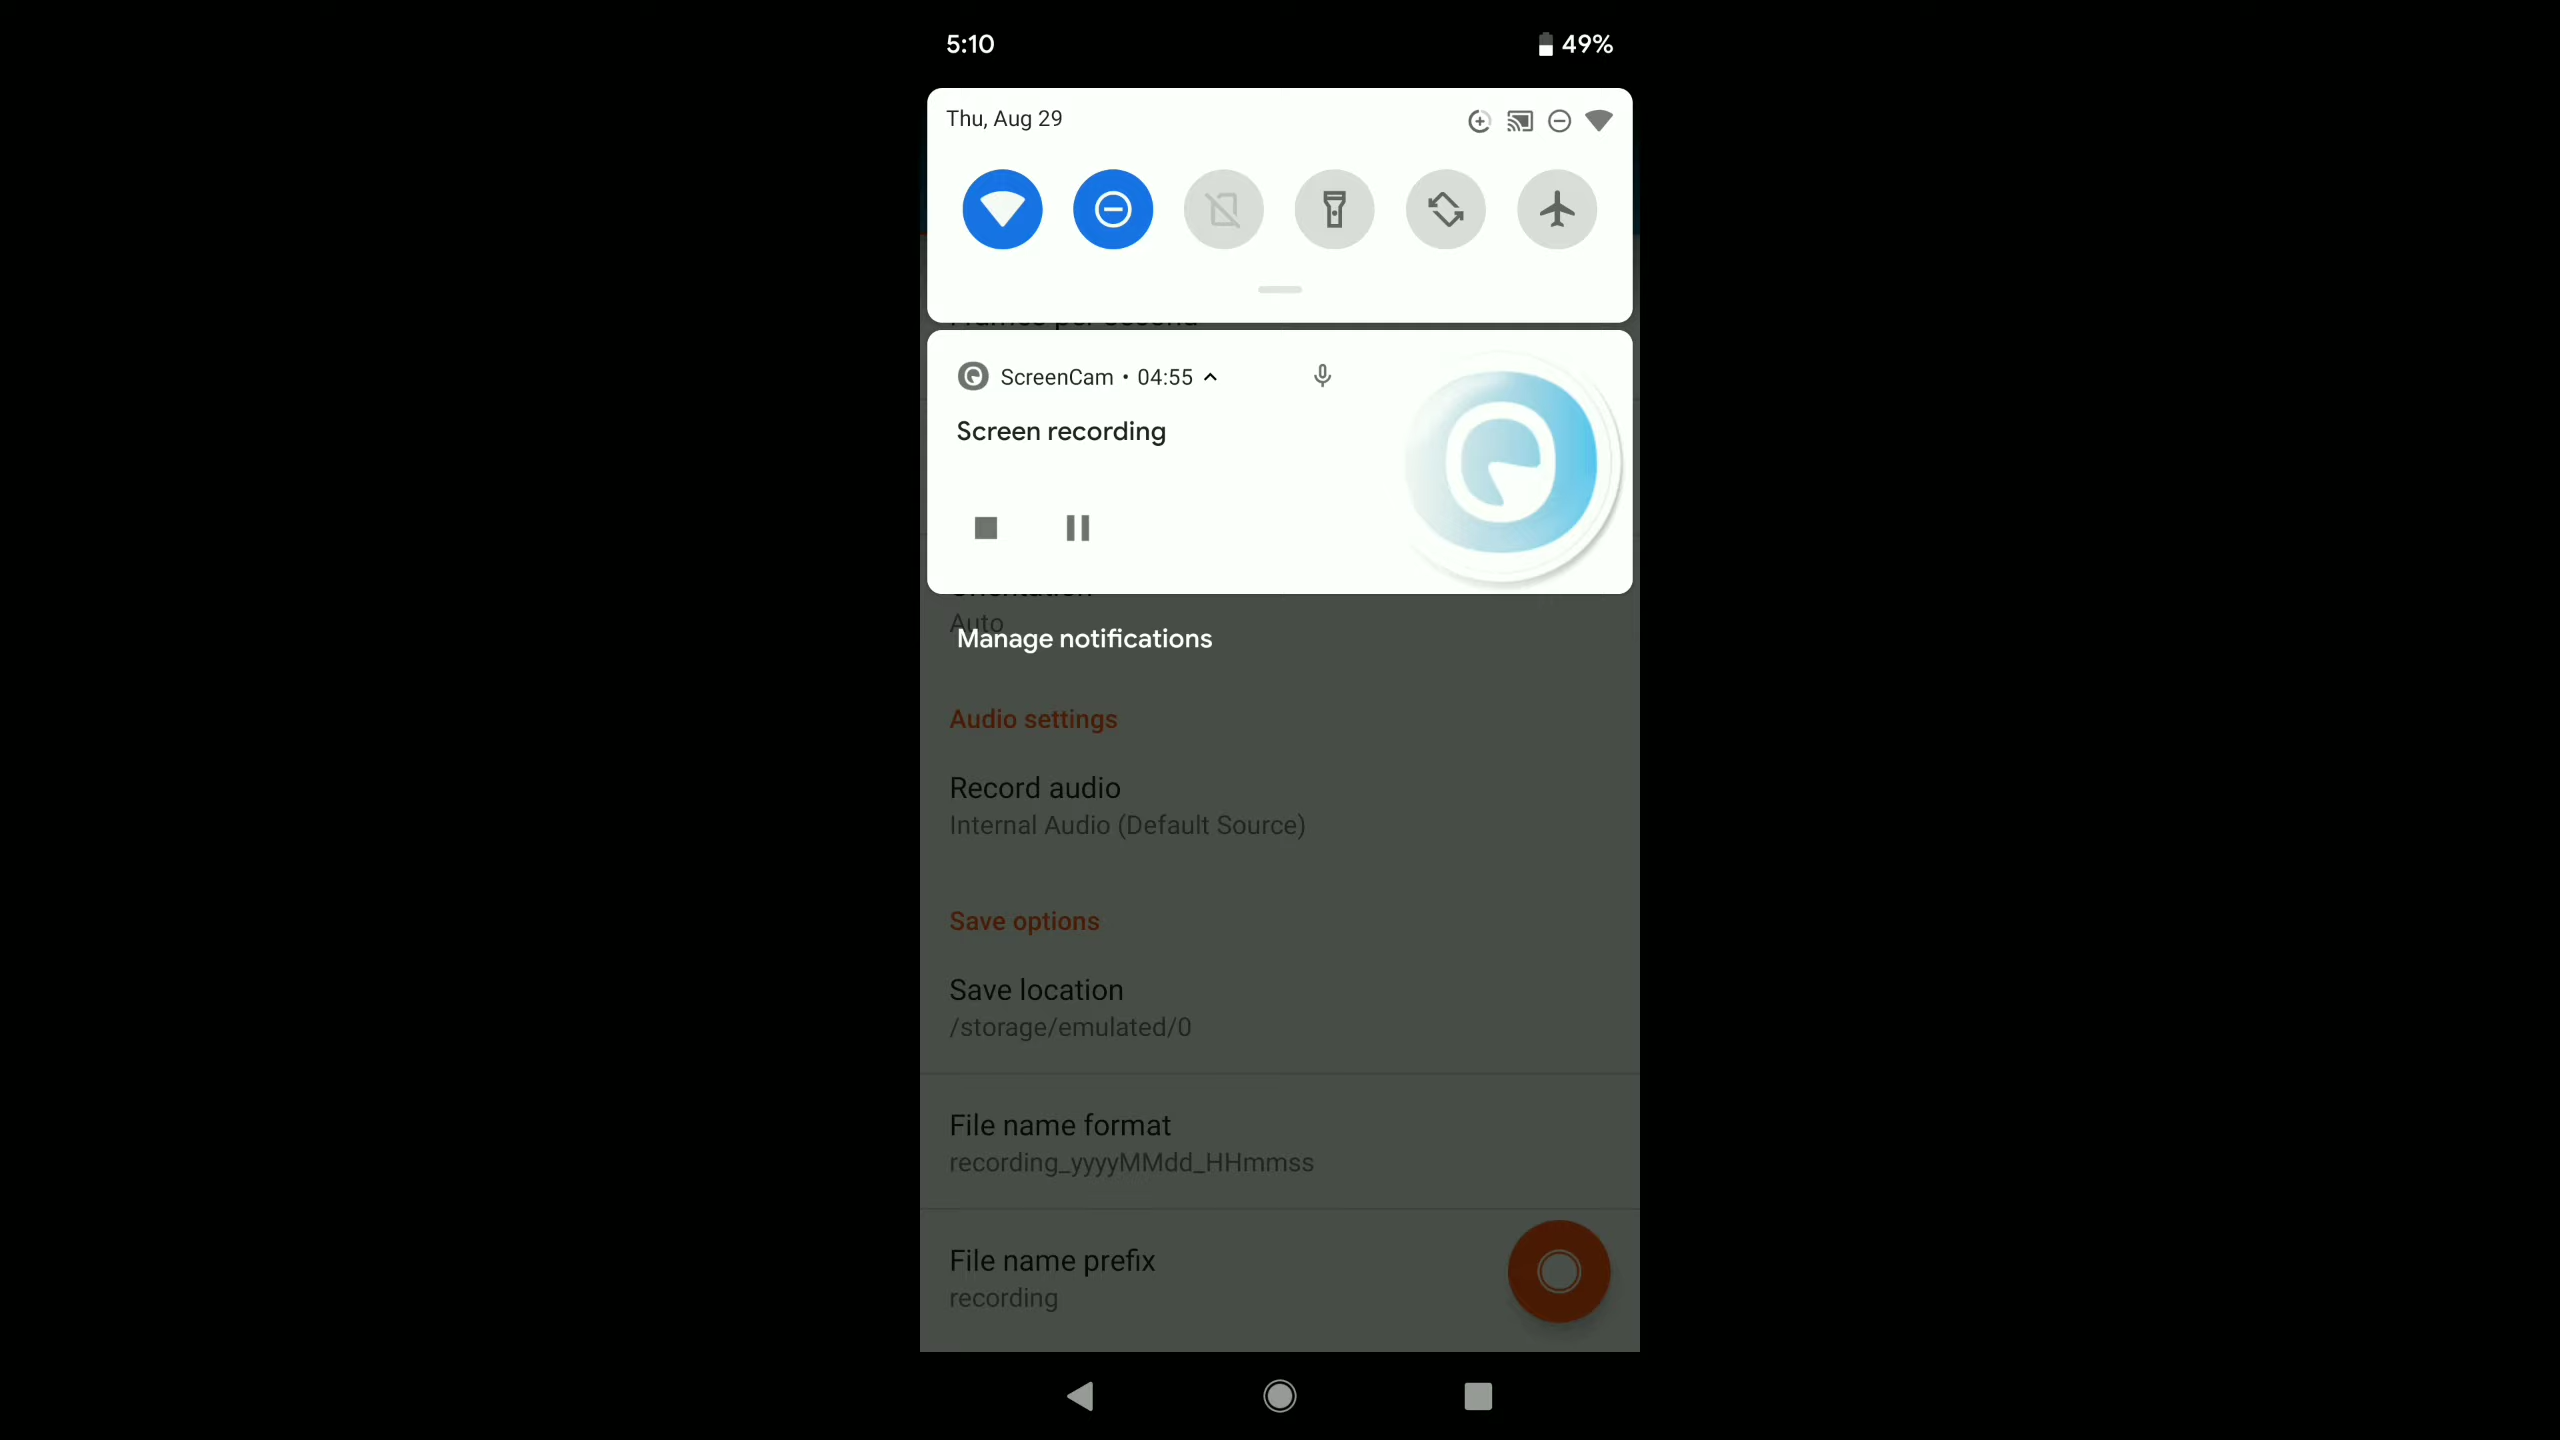 5:10
49%
Thu, Aug 29
ScreenCam • 04:55
Screen recording
Auto
Manage notifications
Audio settings
Record audio
Internal Audio (Default Source)
Save options
Save location
/storage/emulated/0
File name format
recording_yyyyMMdd_HHmmss
File name prefix
recording